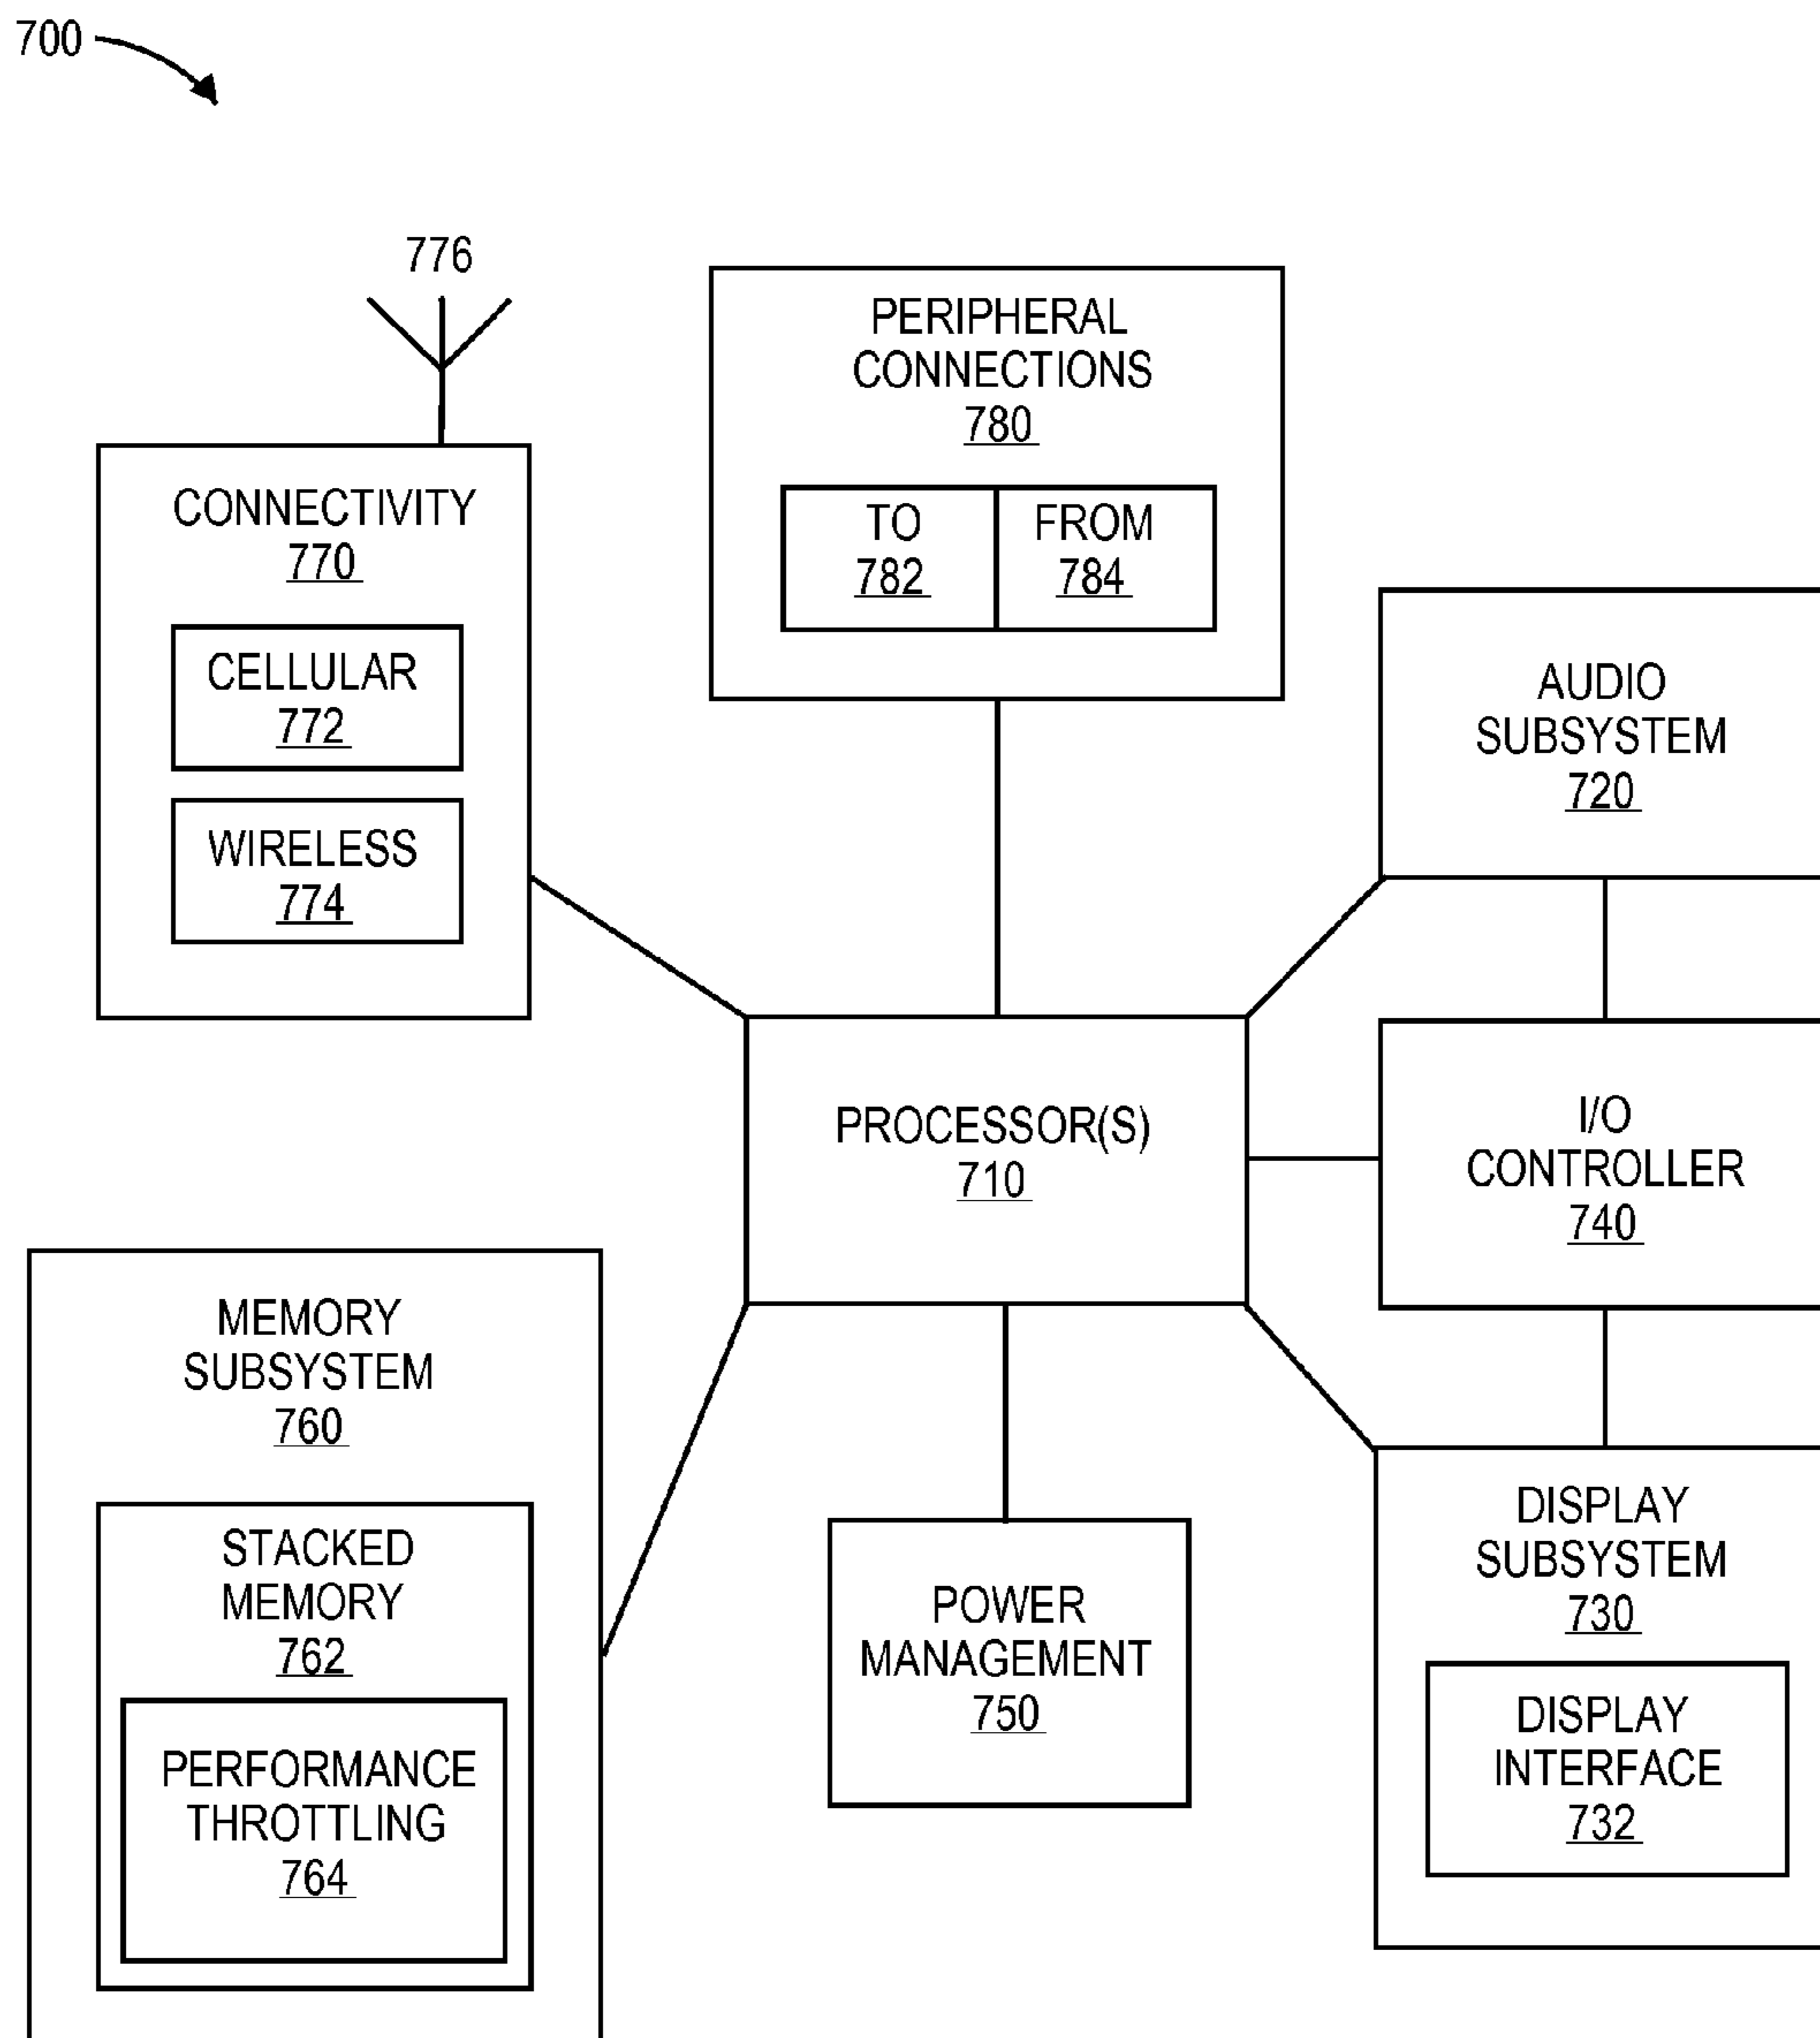 700
776
PERIPHERAL
CONNECTIONS
780
TO
782
FROM
784
CONNECTIVITY
770
CELLULAR
772
WIRELESS
774
AUDIO
SUBSYSTEM
720
PROCESSOR(S)
710
I/O
CONTROLLER
740
MEMORY
SUBSYSTEM
760
STACKED
MEMORY
762
PERFORMANCE
THROTTLING
764
POWER
MANAGEMENT
750
DISPLAY
SUBSYSTEM
730
DISPLAY
INTERFACE
732